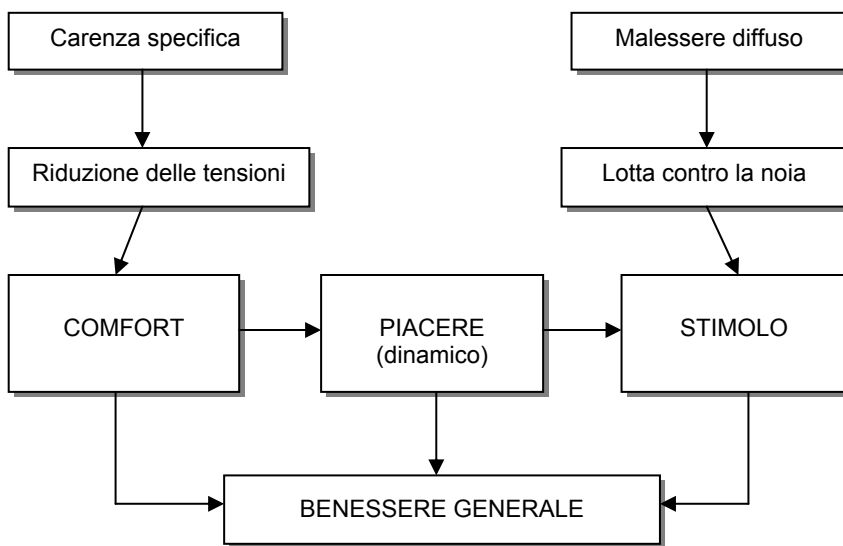 Carenza specifica
Malessere diffuso
Riduzione delle tensioni
Lotta contro la noia
COMFORT
PIACERE
(dinamico)
STIMOLO
BENESSERE GENERALE